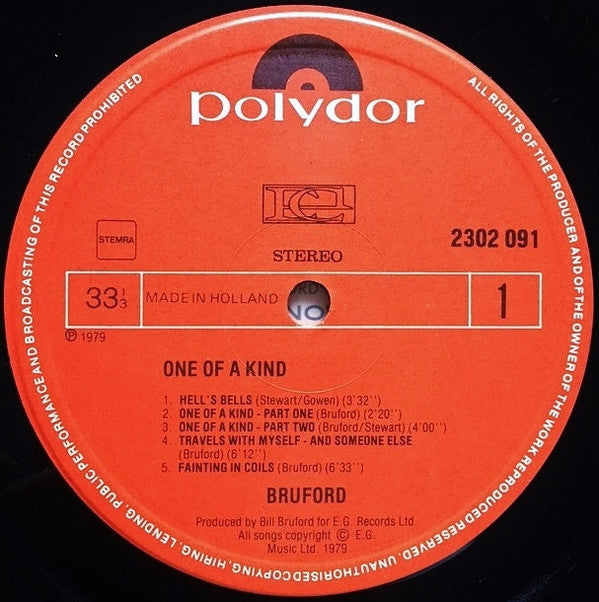 polydor
EG
STEMRA
STEREO
2302 091
33 1/3
MADE IN HOLLAND
1
Ⓟ 1979
NO
ONE OF A KIND
1. HELL'S BELLS (Stewart/Gowen) (3'32'')
2. ONE OF A KIND - PART ONE (Bruford) (2'20'')
3. ONE OF A KIND - PART TWO (Bruford/Stewart) (4'00'')
4. TRAVELS WITH MYSELF - AND SOMEONE ELSE
(Bruford) (6'12'')
5. FAINTING IN COILS (Bruford) (6'33'')
BRUFORD
Produced by Bill Bruford for E.G. Records Ltd.
All songs copyright © E.G.
Music Ltd. 1979
ALL RIGHTS OF THE PRODUCER AND OF THE OWNER OF THE WORK REPRODUCED RESERVED. UNAUTHORISED COPYING, HIRING, LENDING, PUBLIC PERFORMANCE AND BROADCASTING OF THIS RECORD PROHIBITED